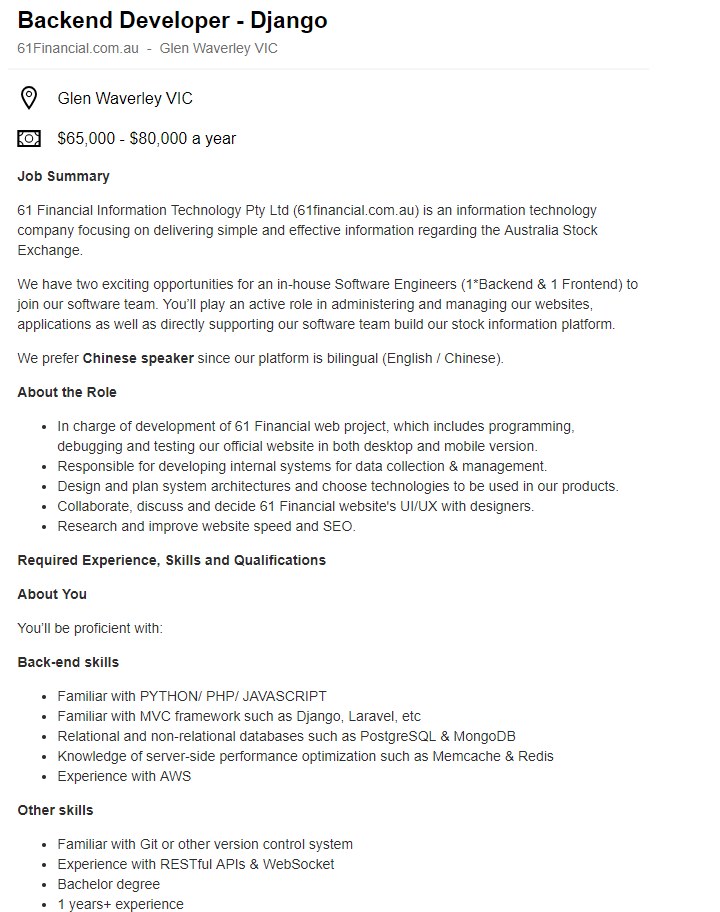 Backend Developer - Django
61Financial.com.au - Glen Waverley VIC
Glen Waverley VIC
$65,000 - $80,000 a year
Job Summary
61 Financial Information Technology Pty Ltd (61financial.com.au) is an information technology
company focusing on delivering simple and effective information regarding the Australia Stock
Exchange.
We have two exciting opportunities for an in-house Software Engineers (1*Backend & 1 Frontend) to
join our software team. You’ll play an active role in administering and managing our websites,
applications as well as directly supporting our software team build our stock information platform.
We prefer Chinese speaker since our platform is bilingual (English / Chinese).
About the Role
• In charge of development of 61 Financial web project, which includes programming,
debugging and testing our official website in both desktop and mobile version.
• Responsible for developing internal systems for data collection & management.
• Design and plan system architectures and choose technologies to be used in our products.
• Collaborate, discuss and decide 61 Financial website's UI/UX with designers.
• Research and improve website speed and SEO.
Required Experience, Skills and Qualifications
About You
You’ll be proficient with:
Back-end skills
• Familiar with PYTHON/ PHP/ JAVASCRIPT
• Familiar with MVC framework such as Django, Laravel, etc
• Relational and non-relational databases such as PostgreSQL & MongoDB
• Knowledge of server-side performance optimization such as Memcache & Redis
• Experience with AWS
Other skills
• Familiar with Git or other version control system
• Experience with RESTful APIs & WebSocket
• Bachelor degree
• 1 years+ experience